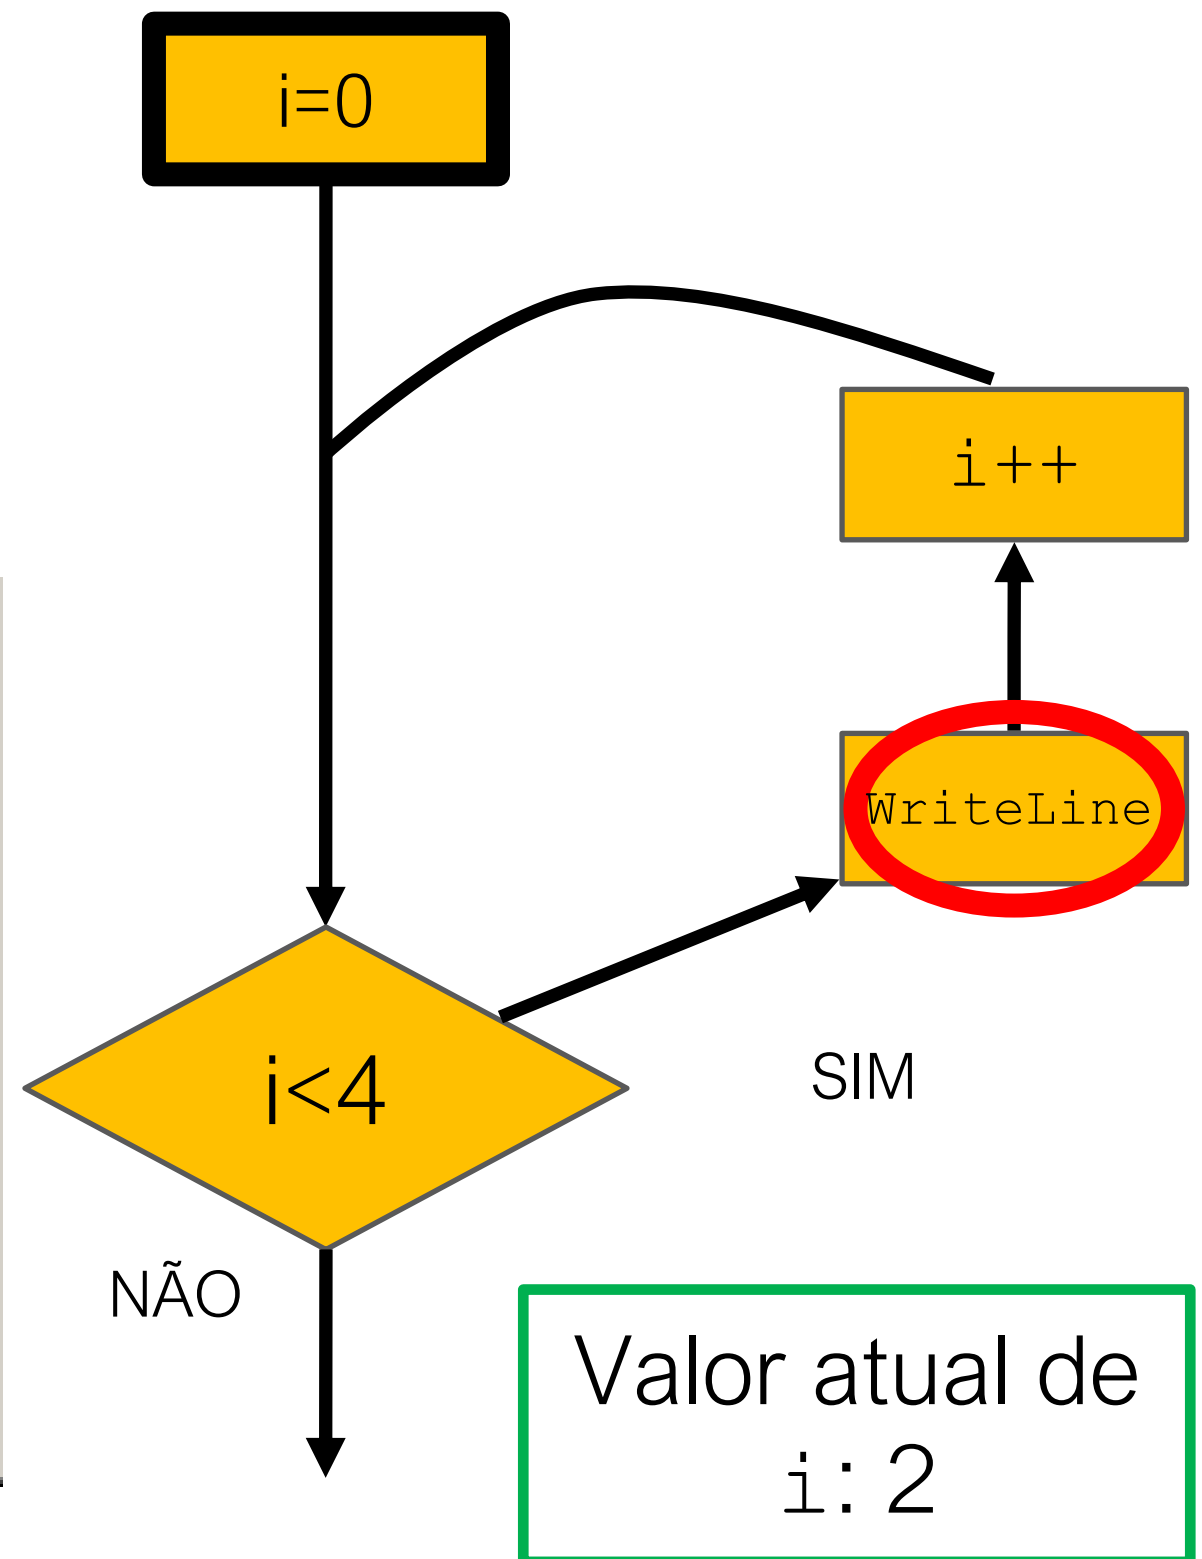 i=0
i++
WriteLine
i<4
SIM
NÃO
Valor atual de
i: 2